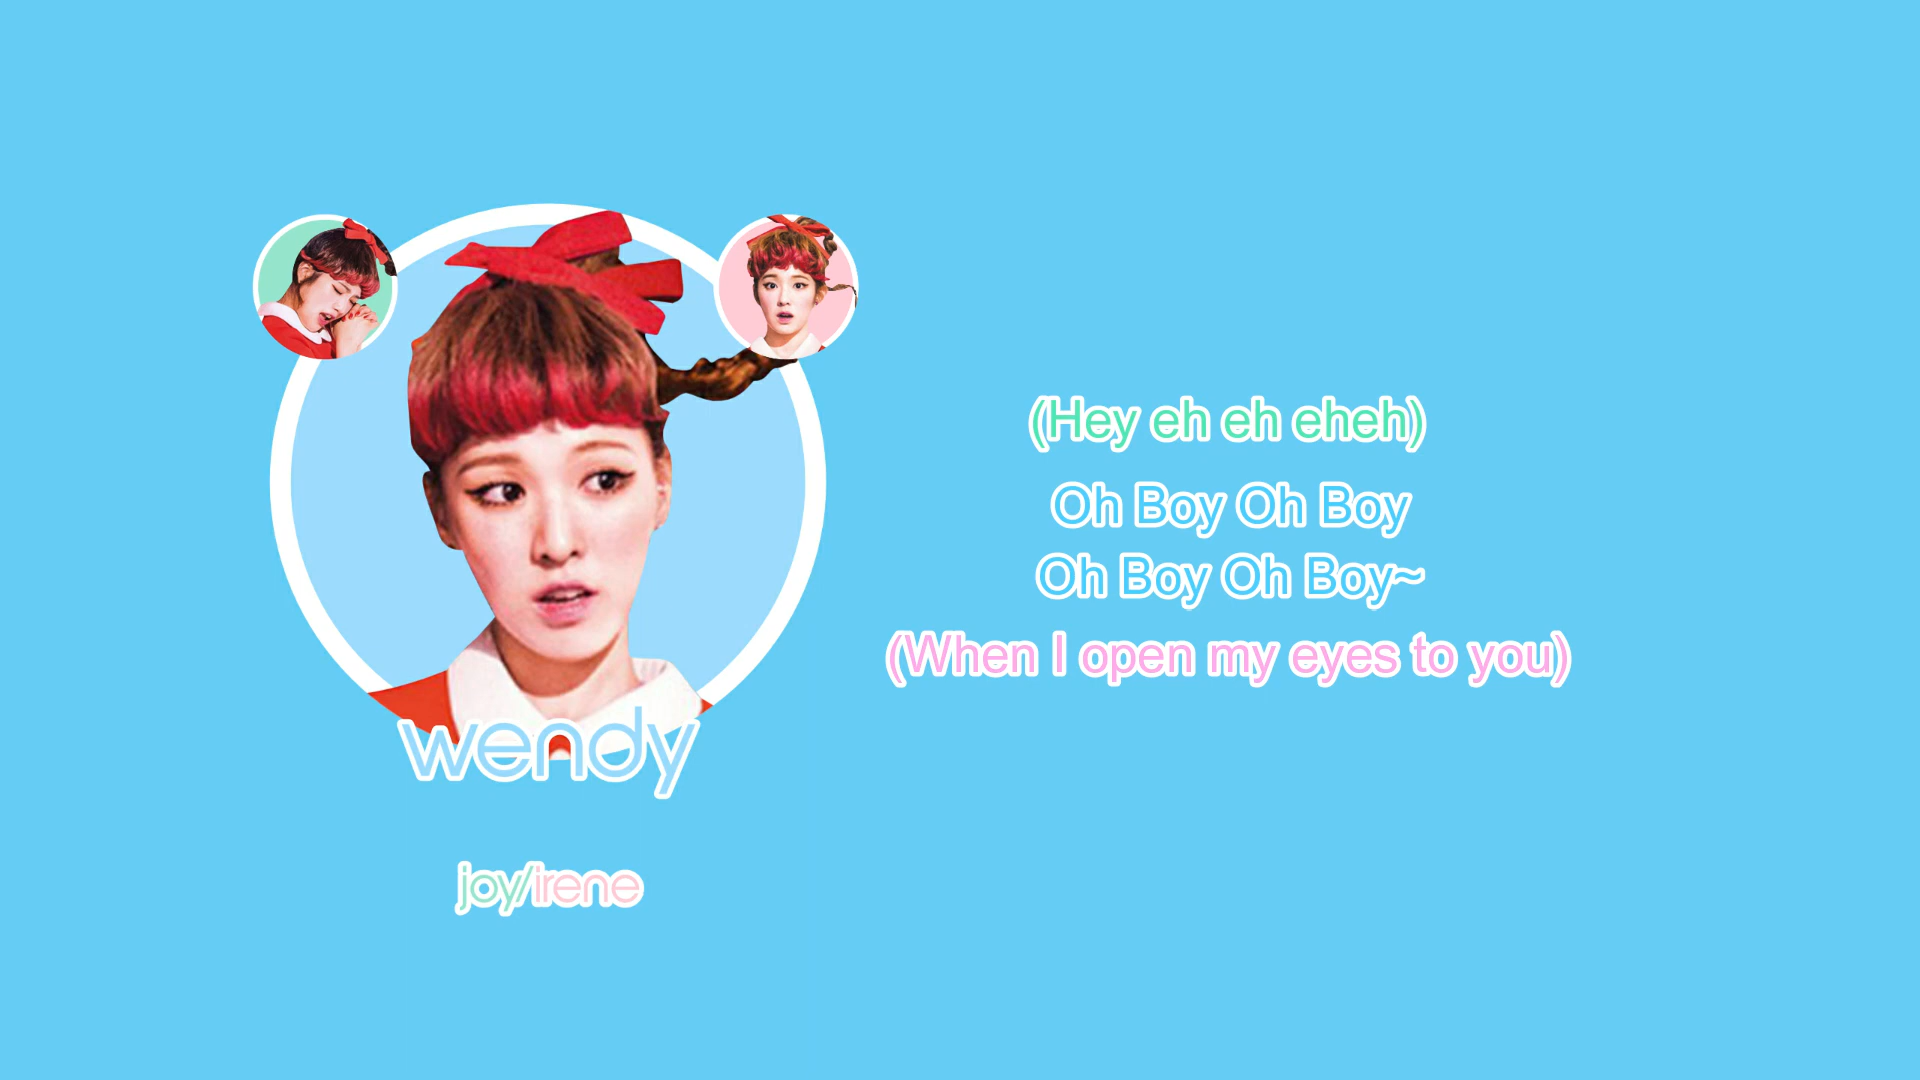 wendy
joy/irene
(Hey eh eh eheh)
Oh Boy Oh Boy
Oh Boy Oh Boy~
(When I open my eyes to you)